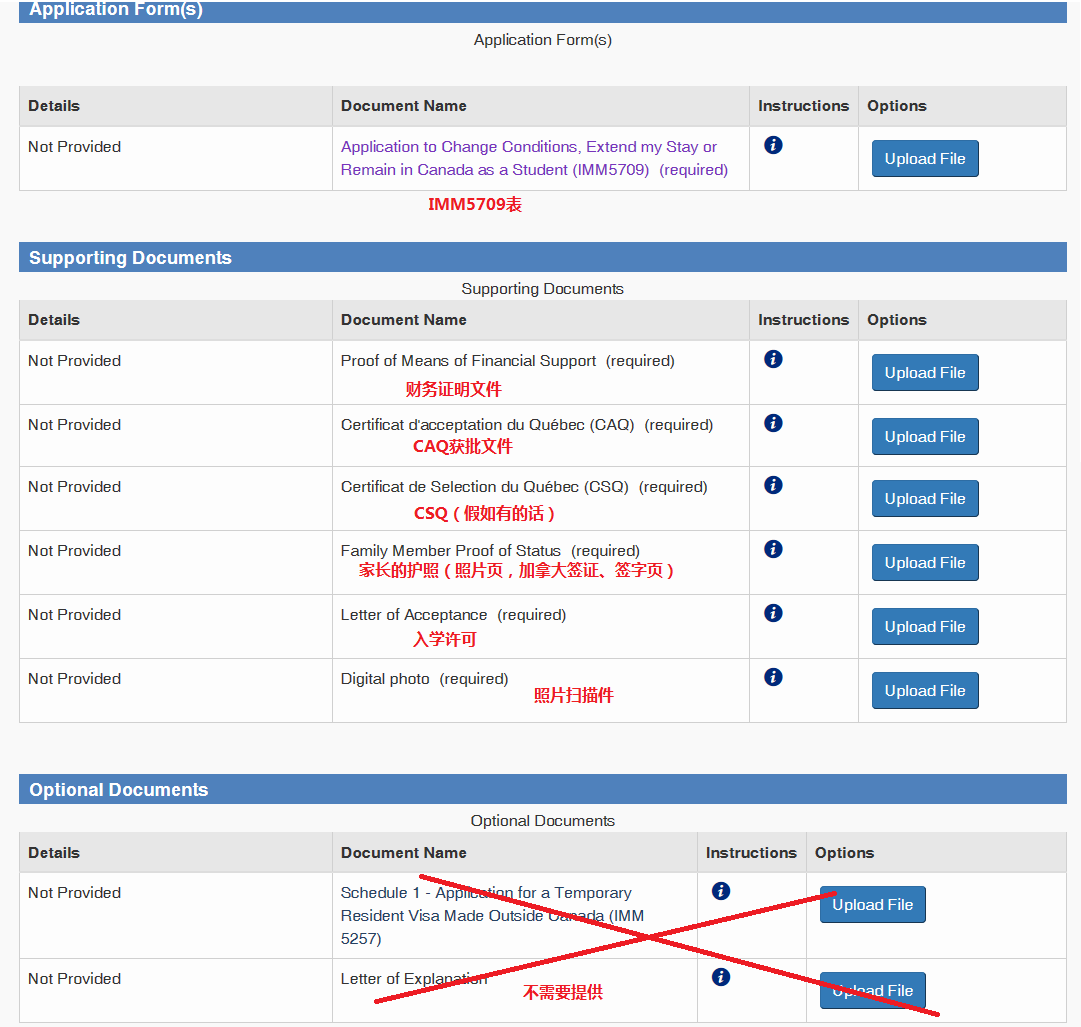 Application Form(s)
Application Form(s)
Details Document Name Instructions Options
Not Provided Application to Change Conditions, Extend my Stay or Upload File
Remain in Canada as a Student (IMM5709) (required)
IMM5709表
Supporting Documents
Supporting Documents
Details Document Name Instructions Options
Not Provided Proof of Means of Financial Support (required) Upload File
财务证明文件
Not Provided Certificat d'acceptation du Québec (CAQ) (required) Upload File
CAQ获批文件
Not Provided Certificat de Selection du Québec (CSQ) (required) Upload File
CSQ（假如有的话）
Not Provided Family Member Proof of Status (required) Upload File
家长的护照（照片页，加拿大签证、签字页）
Not Provided Letter of Acceptance (required) Upload File
入学许可
Not Provided Digital photo (required) Upload File
照片扫描件
Optional Documents
Optional Documents
Details Document Name Instructions Options
Not Provided Schedule 1 - Application for a Temporary Upload File
Resident Visa Made Outside Canada (IMM
5257)
Not Provided Letter of Explanation Upload File
不需要提供